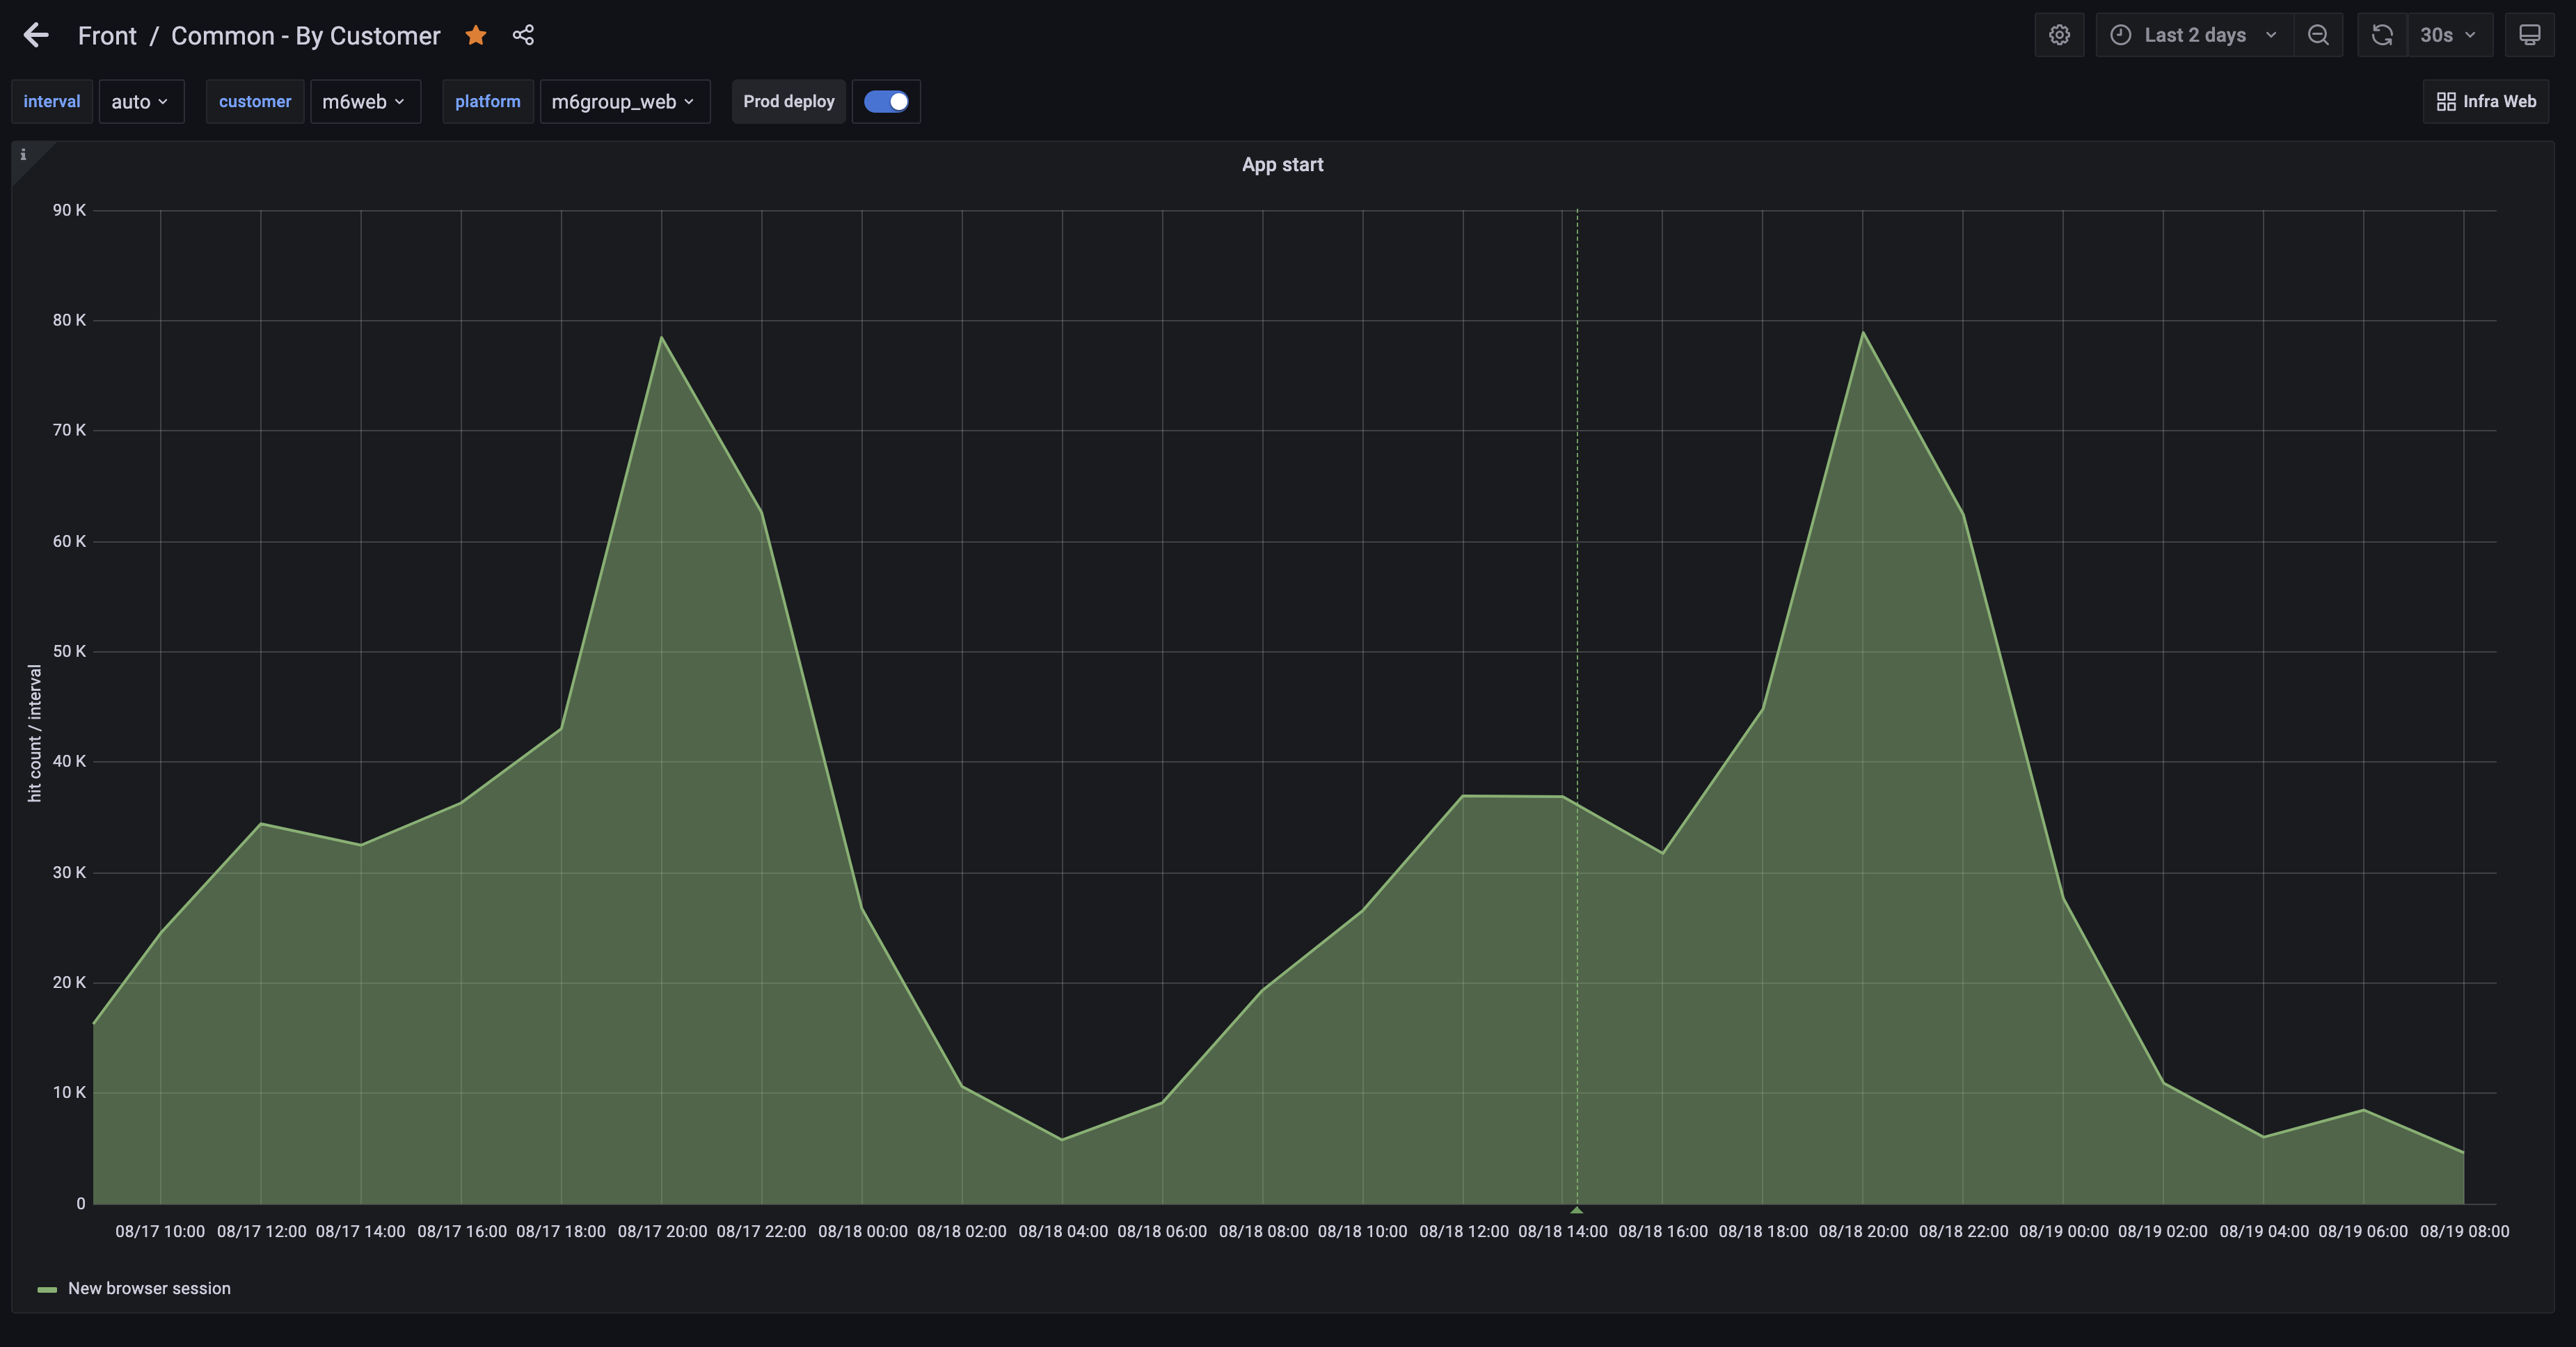 Front / Common - By Customer
Last 2 days
30s
interval auto customer m6web platform m6group_web Prod deploy
Infra Web
i
App start
90 K
80 K
70 K
60 K
50 K
40 K
30 K
20 K
10 K
0
hit count / interval
08/17 10:00 08/17 12:00 08/17 14:00 08/17 16:00 08/17 18:00 08/17 20:00 08/17 22:00 08/18 00:00 08/18 02:00 08/18 04:00 08/18 06:00 08/18 08:00 08/18 10:00 08/18 12:00 08/18 14:00 08/18 16:00 08/18 18:00 08/18 20:00 08/18 22:00 08/19 00:00 08/19 02:00 08/19 04:00 08/19 06:00 08/19 08:00
New browser session